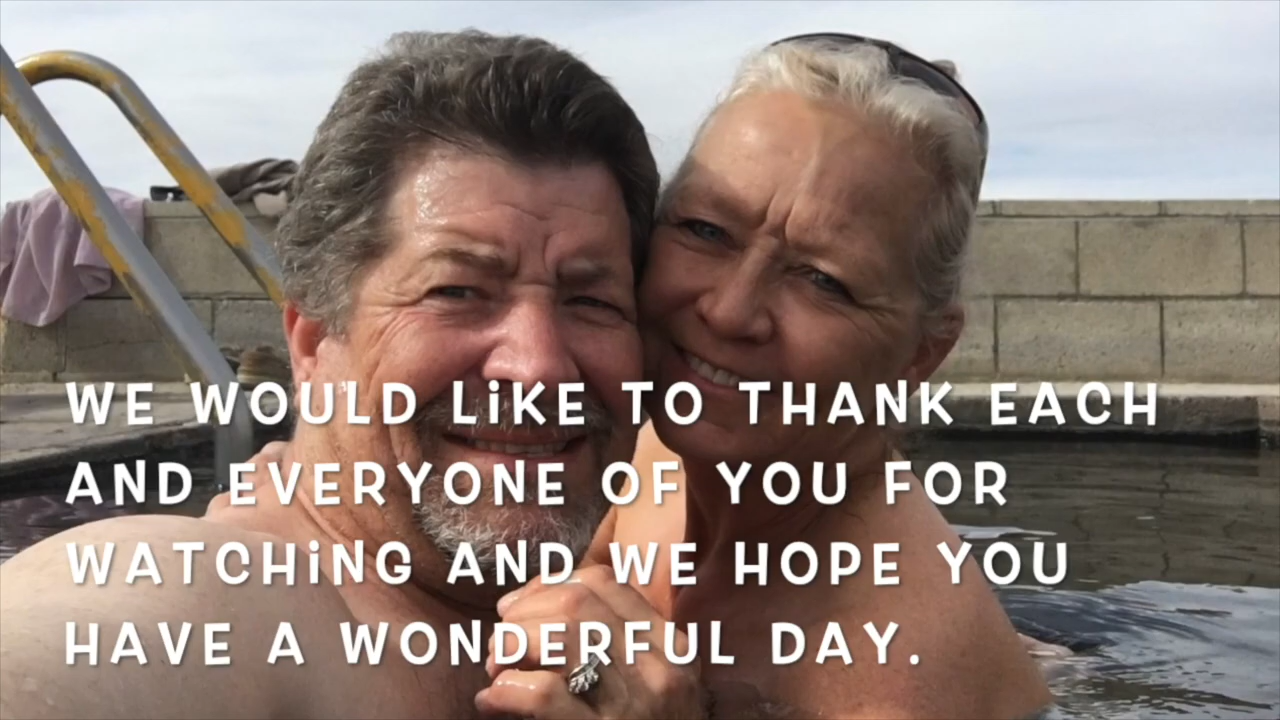 WE WOULD LiKE TO THANK EACH
AND EVERYONE OF YOU FOR
WATCHiNG AND WE HOPE YOU
HAVE A WONDERFUL DAY.